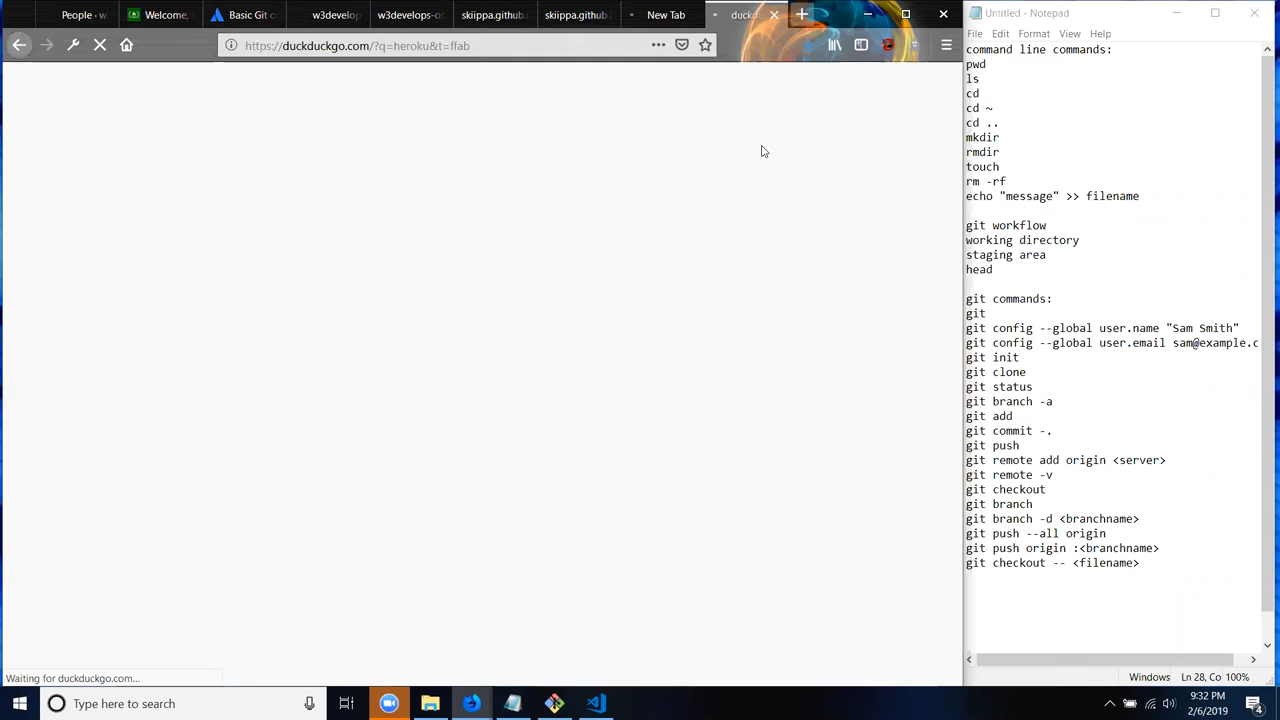 People - w
Welcome,
Basic Git c
w3develop
w3develops-os
skiippa.github.
skiippa.github.
New Tab
duckd
Untitled - Notepad
https://duckduckgo.com/?q=heroku&t=ffab
File Edit Format View Help
command line commands:
pwd
ls
cd
cd ~
cd ..
mkdir
rmdir
touch
rm -rf
echo "message" >> filename
git workflow
working directory
staging area
head
git commands:
git
git config --global user.name "Sam Smith"
git config --global user.email sam@example.c
git init
git clone
git status
git branch -a
git add
git commit -.
git push
git remote add origin <server>
git remote -v
git checkout
git branch
git branch -d <branchname>
git push --all origin
git push origin :<branchname>
git checkout -- <filename>
Waiting for duckduckgo.com...
Windows Ln 28, Co 100%
Type here to search
9:32 PM
2/6/2019
4